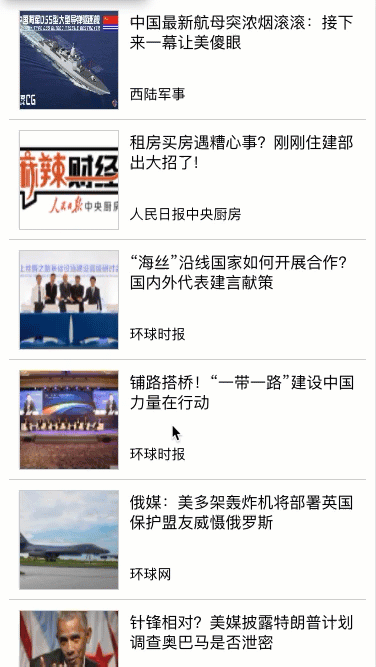 中国海军055型大型导弹驱逐舰
CG
中国最新航母突浓烟滚滚：接下
来一幕让美傻眼
西陆军事
麻辣财经
人民日报中央厨房
租房买房遇糟心事？刚刚住建部
出大招了！
人民日报中央厨房
“海丝”沿线国家如何开展合作？
国内外代表建言献策
环球时报
铺路搭桥！“一带一路”建设中国
力量在行动
环球时报
俄媒：美多架轰炸机将部署英国
保护盟友威慑俄罗斯
环球网
针锋相对？美媒披露特朗普计划
调查奥巴马是否泄密